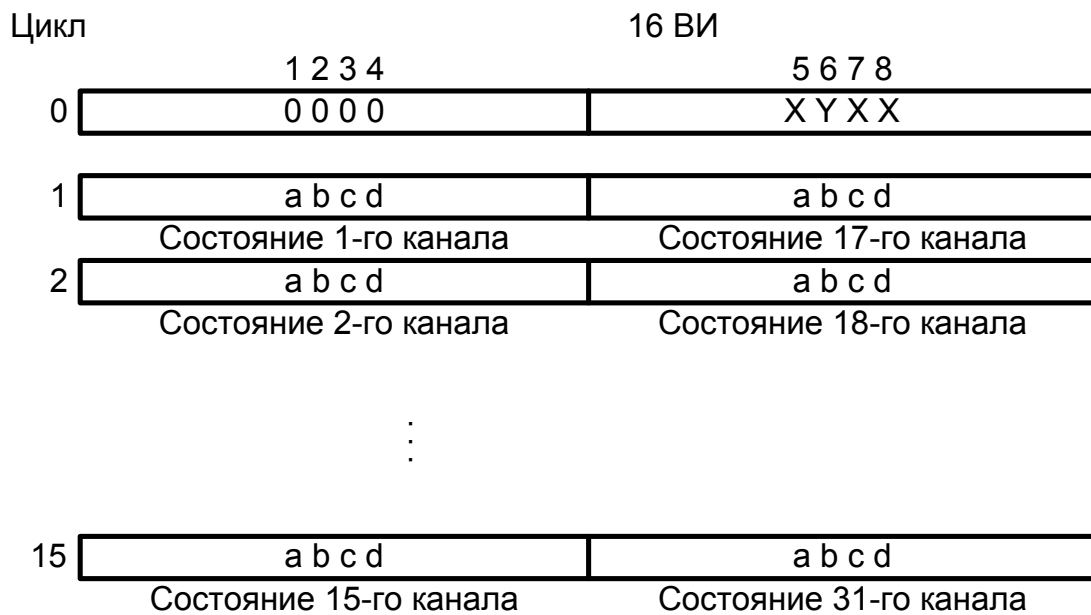 Цикл 16 ВИ
1 2 3 4 5 6 7 8
0 0 0 0 0 X Y X X
1 a b c d a b c d
Состояние 1-го канала Состояние 17-го канала
2 a b c d a b c d
Состояние 2-го канала Состояние 18-го канала
15 a b c d a b c d
Состояние 15-го канала Состояние 31-го канала